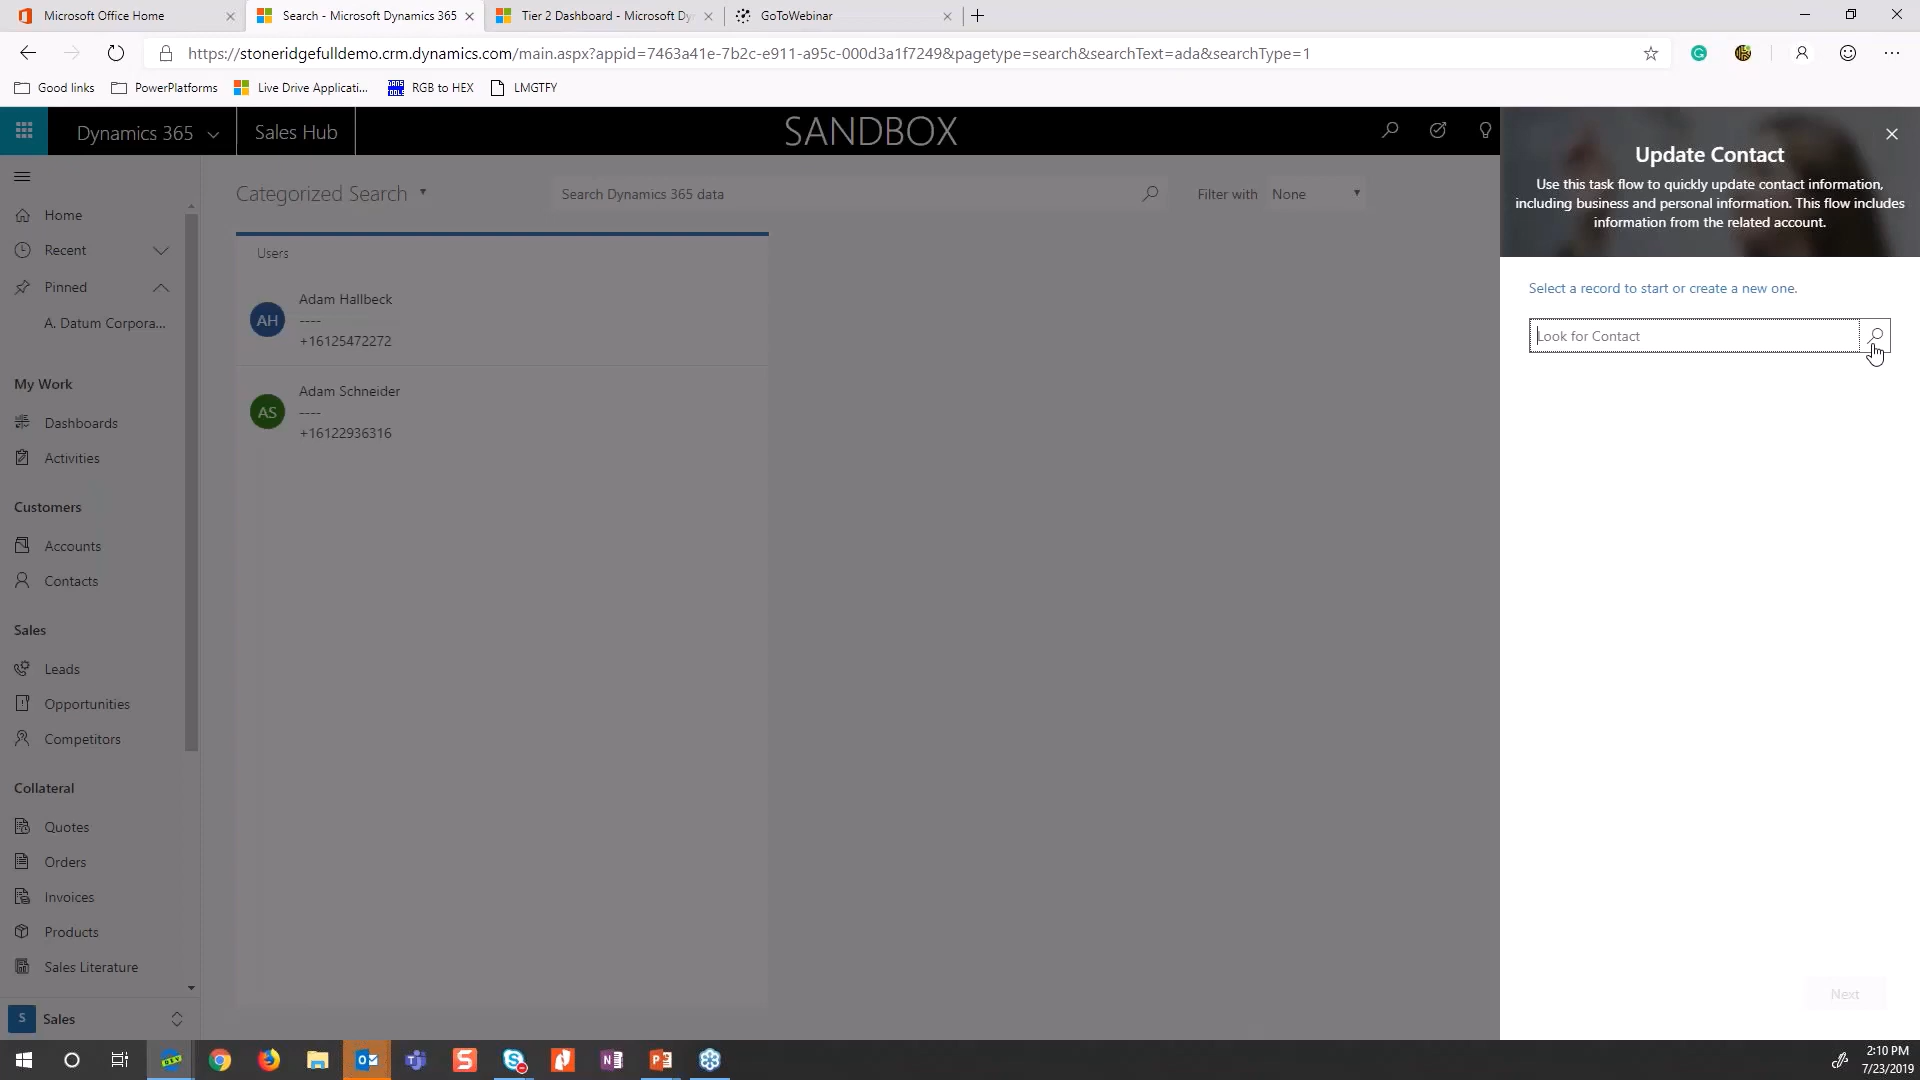 Microsoft Office Home
Search - Microsoft Dynamics 365
Tier 2 Dashboard - Microsoft Dy
GoToWebinar
https://stoneridgefulldemo.crm.dynamics.com/main.aspx?appid=7463a41e-7b2c-e911-a95c-000d3a1f7249&pagetype=search&searchText=ada&searchType=1
Good links
PowerPlatforms
Live Drive Applicati...
RGB to HEX
LMGTFY
Dynamics 365
Sales Hub
SANDBOX
Update Contact
Use this task flow to quickly update contact information,
including business and personal information. This flow includes
information from the related account.
Select a record to start or create a new one.
Look for Contact
Next
Categorized Search
Search Dynamics 365 data
Filter with
None
Users
AH
Adam Hallbeck
----
+16125472272
AS
Adam Schneider
----
+16122936316
Home
Recent
Pinned
A. Datum Corpora...
My Work
Dashboards
Activities
Customers
Accounts
Contacts
Sales
Leads
Opportunities
Competitors
Collateral
Quotes
Orders
Invoices
Products
Sales Literature
S
Sales
2:10 PM
7/23/2019